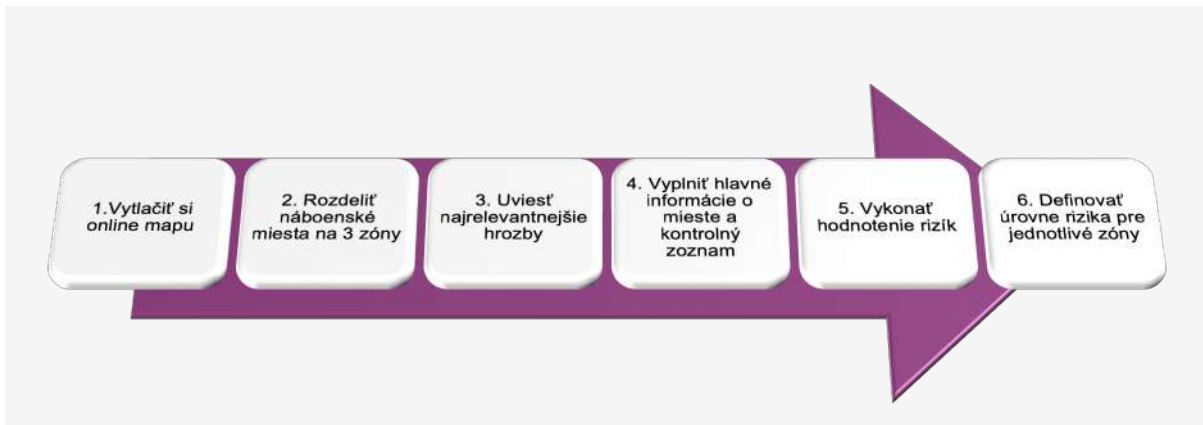 1.Vytlačiť si
online mapu
2. Rozdeliť
náboenské
miesta na 3 zóny
3. Uviesť
najrelevantnejšie
hrozby
4. Vyplniť hlavné
informácie o
mieste a
kontrolný
zoznam
5. Vykonať
hodnotenie rizík
6. Definovať
úrovne rizika pre
jednotlivé zóny